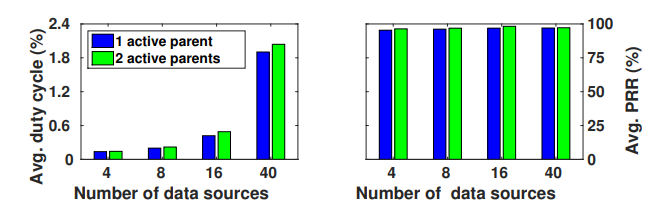 Avg. duty cycle (%)
2.4
1.8
1.2
0.6
0
1 active parent
2 active parents
4 8 16 40
Number of data sources
100
75
50
25
0
Avg. PRR (%)
4 8 16 40
Number of data sources